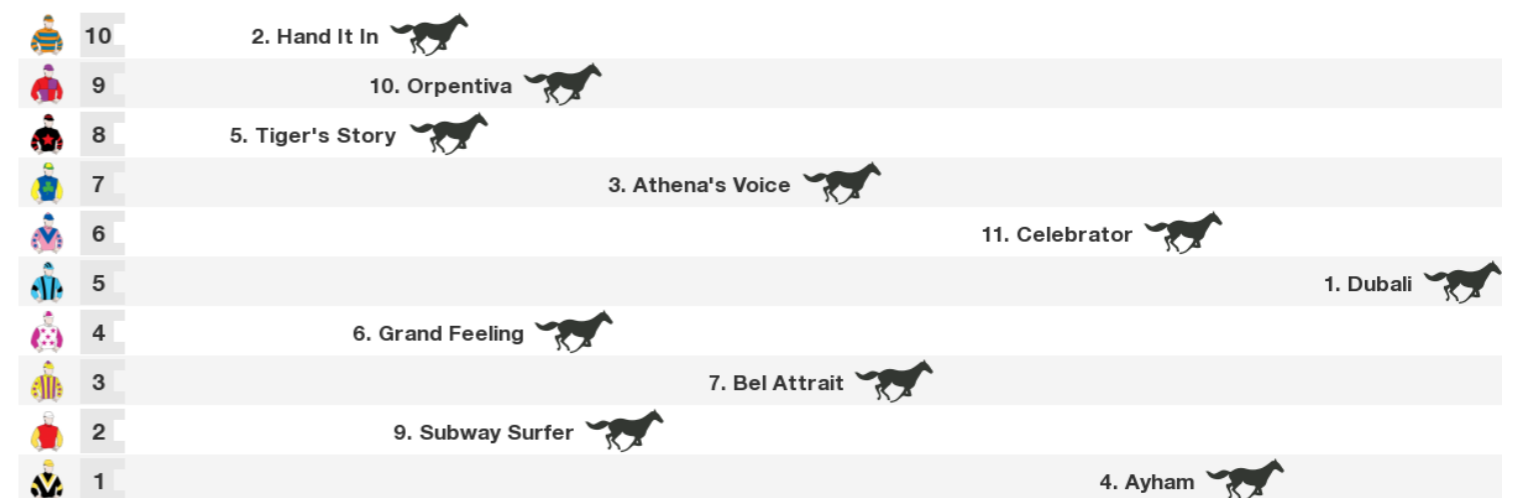 10 2. Hand It In
9 10. Orpentiva
8 5. Tiger's Story
7 3. Athena's Voice
6 11. Celebrator
5 1. Dubali
4 6. Grand Feeling
3 7. Bel Attrait
2 9. Subway Surfer
1 4. Ayham